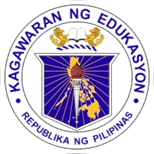 KAGAWARAN NG EDUKASYON
REPUBLIKA NG PILIPINAS